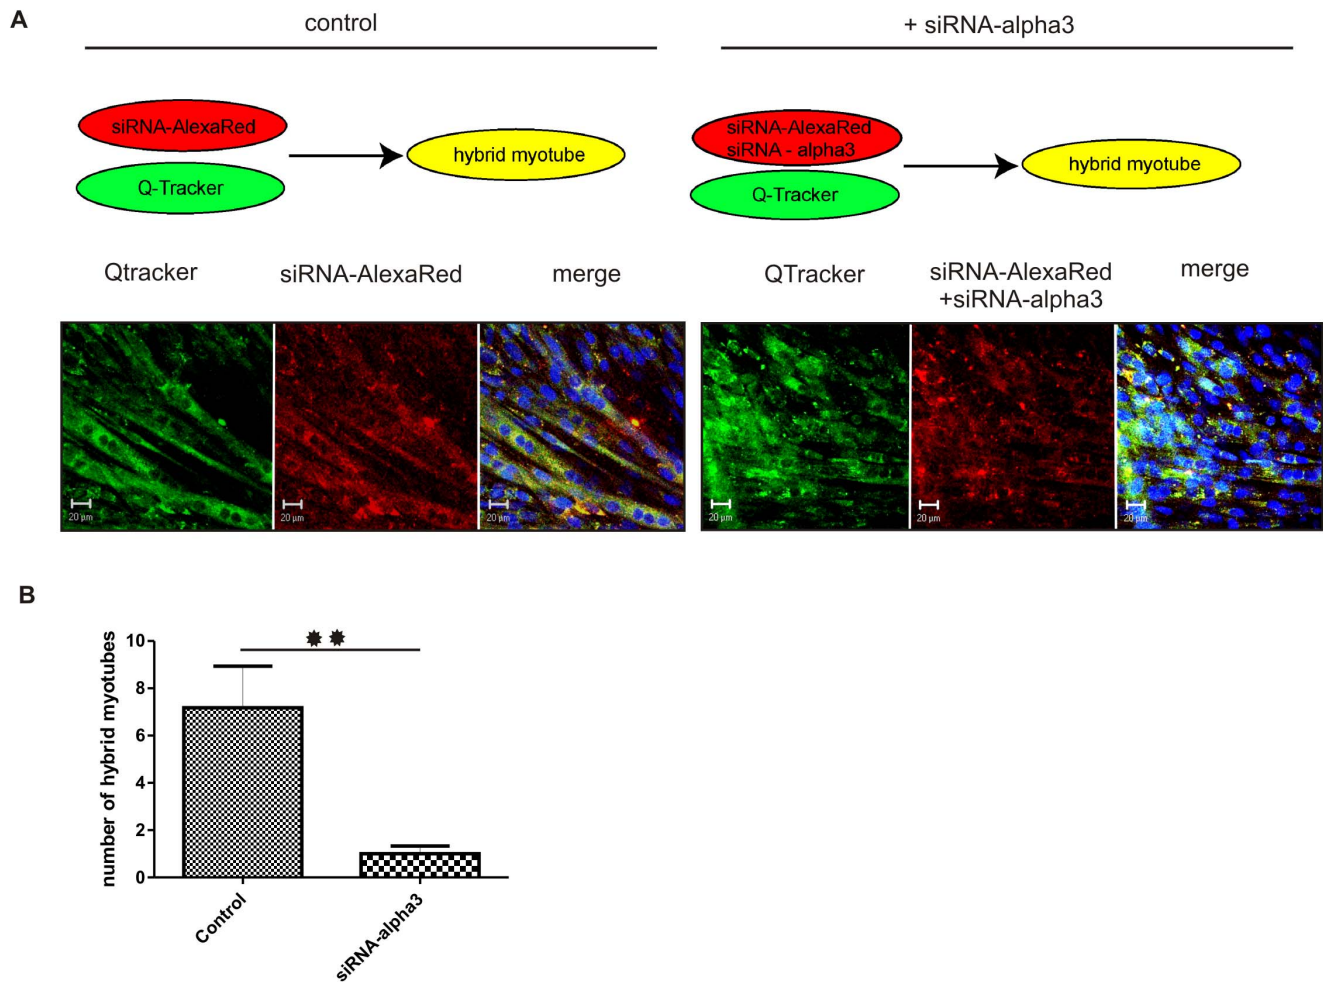 A
control
+ siRNA-alpha3
siRNA-AlexaRed
Q-Tracker
hybrid myotube
siRNA-AlexaRed
siRNA - alpha3
Q-Tracker
hybrid myotube
Qtracker
siRNA-AlexaRed
merge
QTracker
siRNA-AlexaRed
+siRNA-alpha3
merge
20 µm
20 µm
20 µm
20 µm
20 µm
20 µm
B
number of hybrid myotubes
10
8
6
4
2
0
Control
siRNA-alpha3